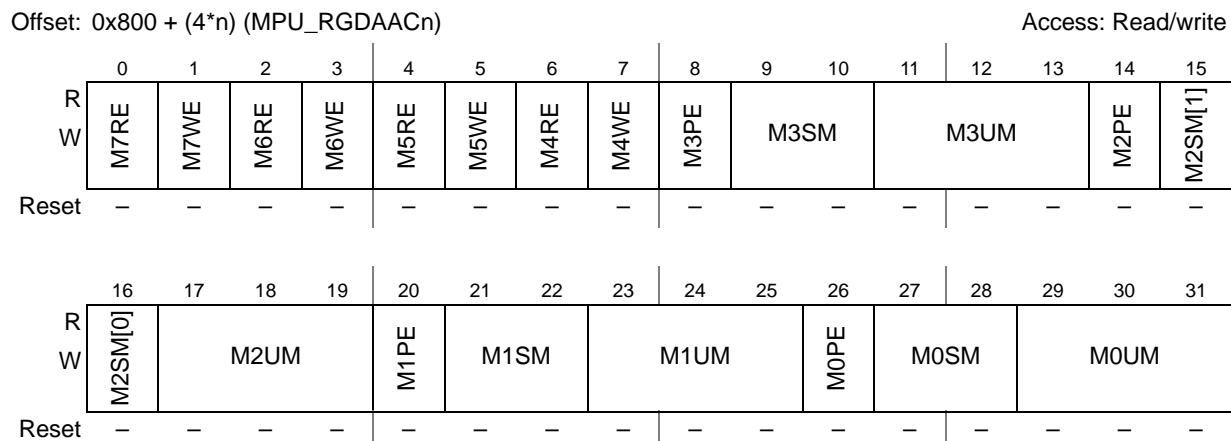 Offset: 0x800 + (4*n) (MPU_RGDAACn) Access: Read/write
0 1 2 3 4 5 6 7 8 9 10 11 12 13 14 15
R
W M7RE M7WE M6RE M6WE M5RE M5WE M4RE M4WE M3PE M3SM M3UM M2PE M2SM[1]
Reset – – – – – – – – – – – – – – – –
16 17 18 19 20 21 22 23 24 25 26 27 28 29 30 31
R
W M2SM[0] M2UM M1PE M1SM M1UM M0PE M0SM M0UM
Reset – – – – – – – – – – – – – – – –